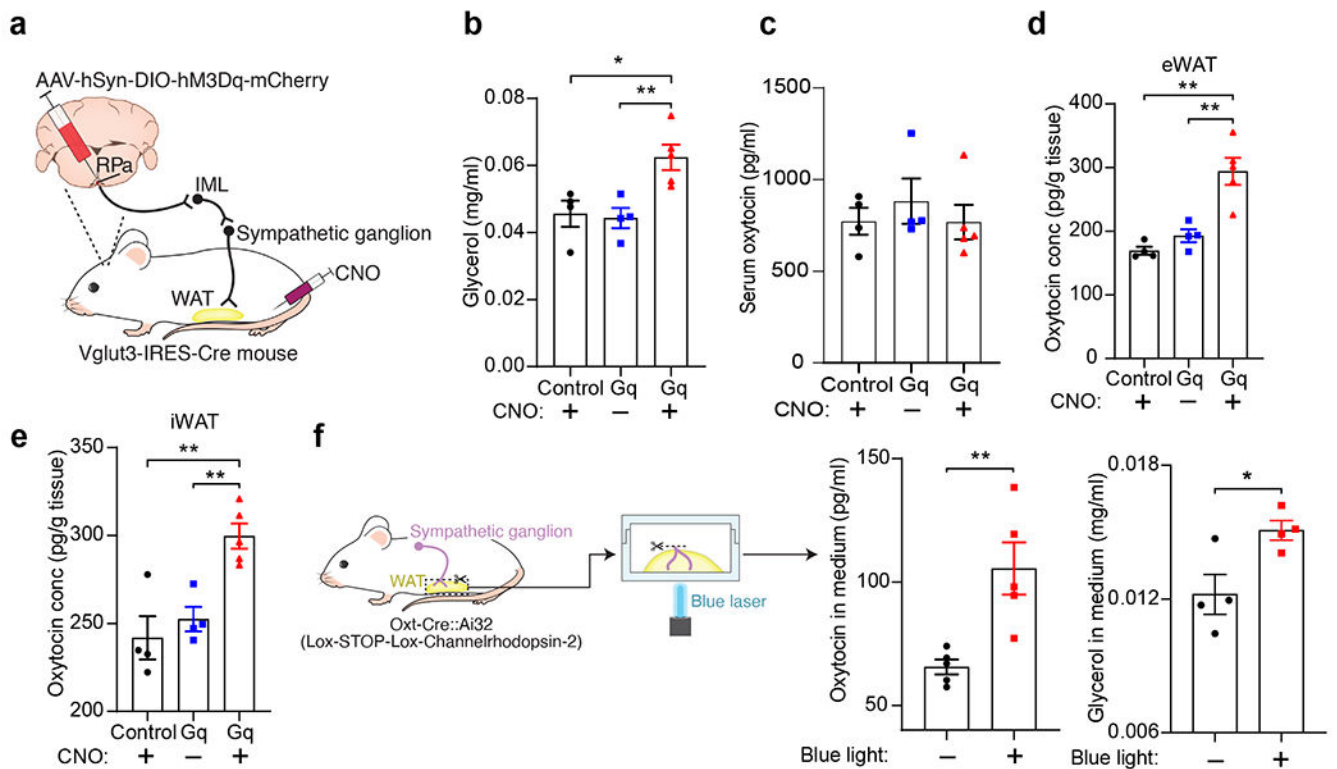 a
AAV-hSyn-DIO-hM3Dq-mCherry
RPa
IML
Sympathetic ganglion
CNO
WAT
Vglut3-IRES-Cre mouse
b
*
**
0.08
0.06
0.04
0.02
0.00
Glycerol (mg/ml)
Control Gq Gq
CNO: + − +
c
1500
1000
500
0
Serum oxytocin (pg/ml)
Control Gq Gq
CNO: + − +
d
eWAT
**
**
400
300
200
100
0
Oxytocin conc (pg/g tissue)
Control Gq Gq
CNO: + − +
e
iWAT
**
**
350
300
250
200
Oxytocin conc (pg/g tissue)
Control Gq Gq
CNO: + − +
f
Sympathetic ganglion
WAT
Oxt-Cre::Ai32
(Lox-STOP-Lox-Channelrhodopsin-2)
Blue laser
**
150
100
50
Oxytocin in medium (pg/ml)
Blue light: − +
*
0.018
0.012
0.006
Glycerol in medium (mg/ml)
Blue light: − +